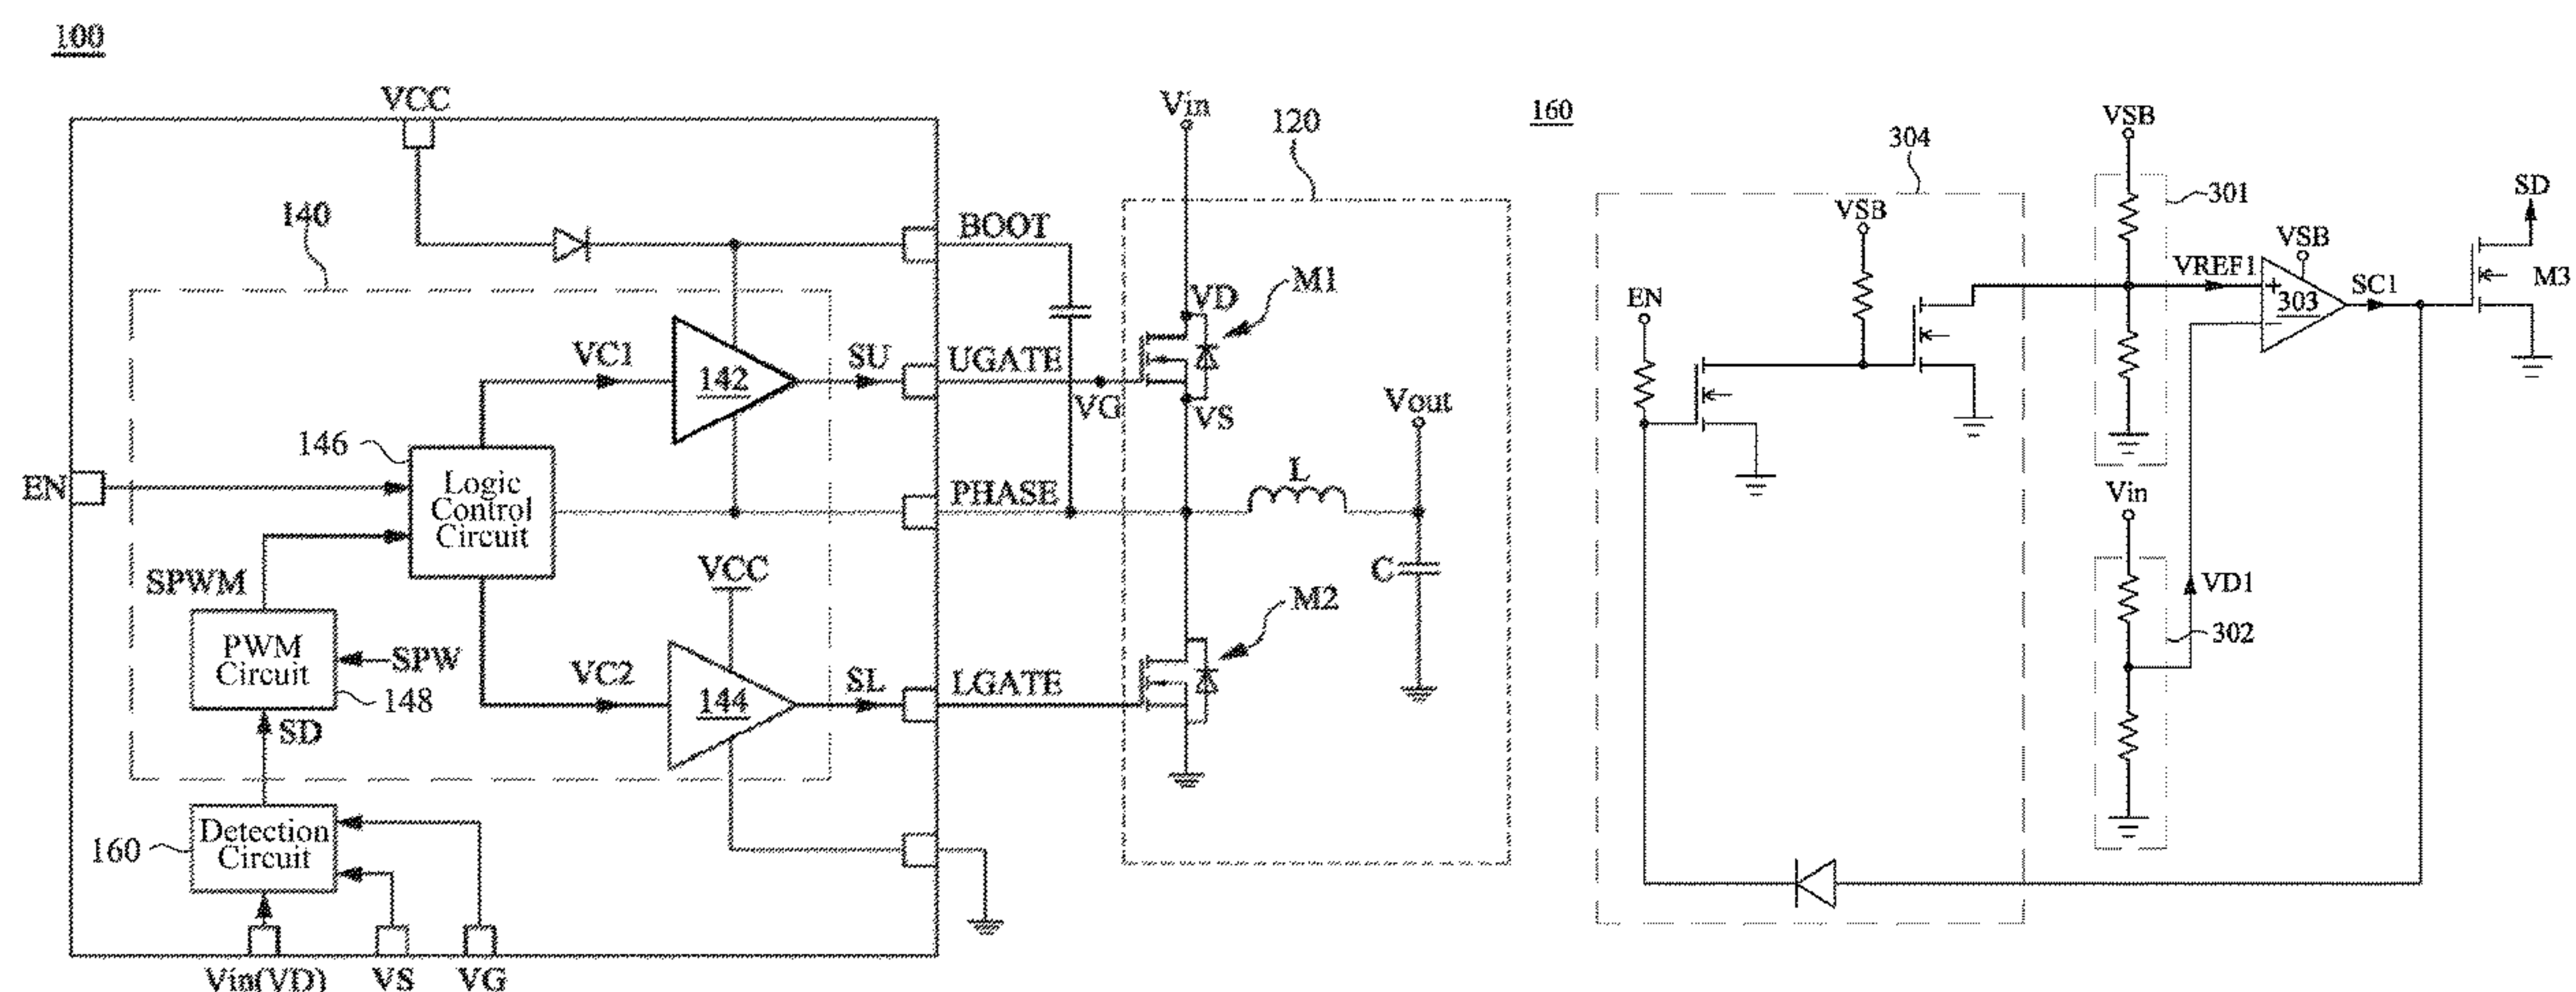 100
VCC
140
BOOT
VC1
142
SU
UGATE
VG
146
Logic
Control
Circuit
EN
PHASE
SPWM
PWM
Circuit
SPW
148
SD
VCC
VC2
144
SL
LGATE
160
Detection
Circuit
Vin(VD)
VS
VG
Vin
120
VD
M1
VS
L
Vout
C
M2
160
304
VSB
EN
VSB
301
VREF1
VSB
+
303
-
SC1
SD
M3
Vin
VD1
302